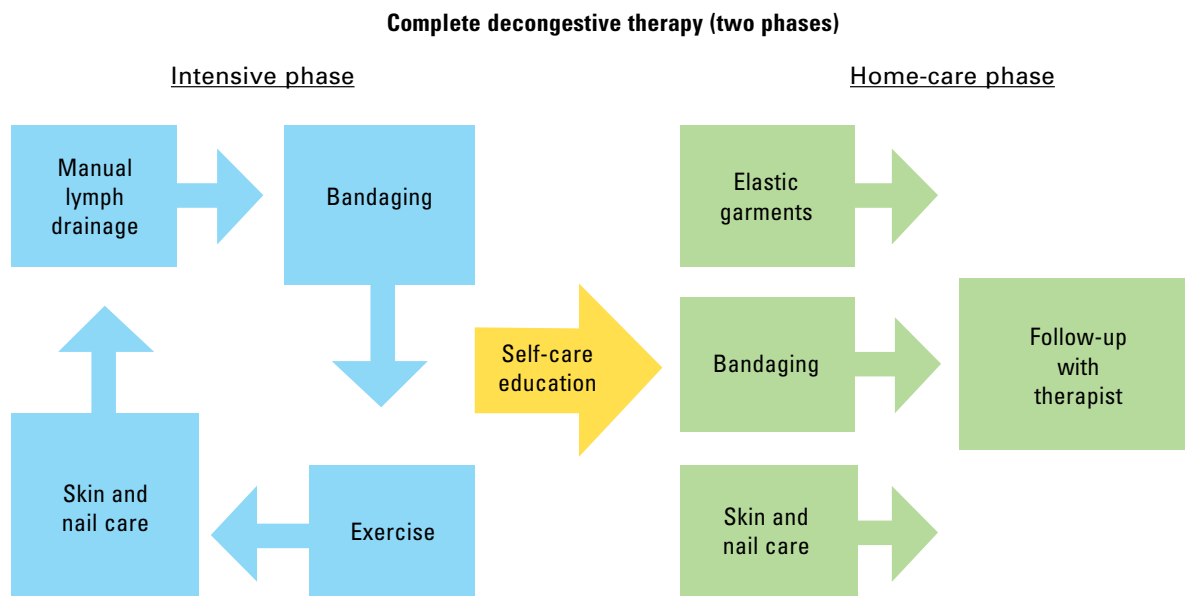 Complete decongestive therapy (two phases)
Intensive phase
Home-care phase
Manual
lymph
drainage
Bandaging
Skin and
nail care
Exercise
Self-care
education
Elastic
garments
Bandaging
Skin and
nail care
Follow-up
with
therapist